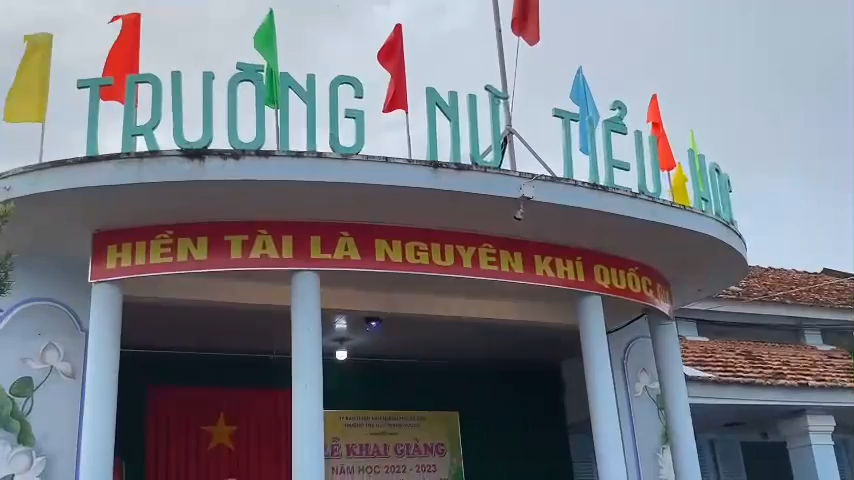 TRƯỜNG NỮ TIỂU HỌC
HIỀN TÀI LÀ NGUYÊN KHÍ QUỐC GIA
LỄ KHAI GIẢNG
NĂM HỌC 2022 - 2023